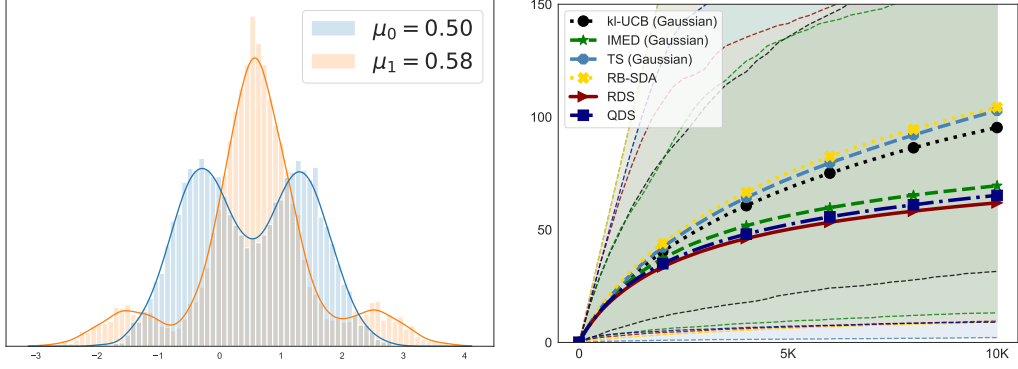 μ₀ = 0.50
μ₁ = 0.58
−3 −2 −1 0 1 2 3 4
150
100
50
0
kl-UCB (Gaussian)
IMED (Gaussian)
TS (Gaussian)
RB-SDA
RDS
QDS
0 5K 10K